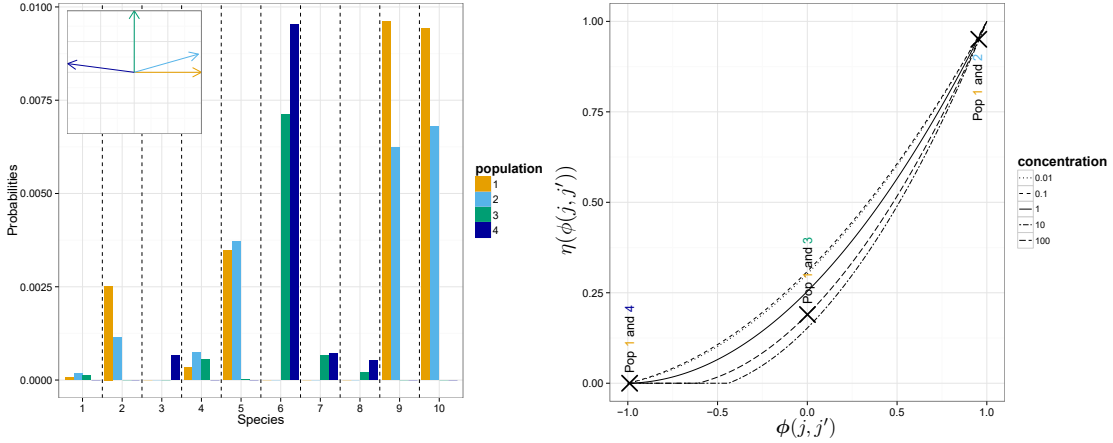 0.0100
0.0075
0.0050
0.0025
0.0000
Probabilities
1 2 3 4 5 6 7 8 9 10
Species
population
1
2
3
4
1.00
0.75
0.50
0.25
0.00
η(ϕ(j, j′))
Pop 1 and 4
Pop 1 and 3
Pop 1 and 2
−1.0 −0.5 0.0 0.5 1.0
ϕ(j, j′)
concentration
0.01
0.1
1
10
100